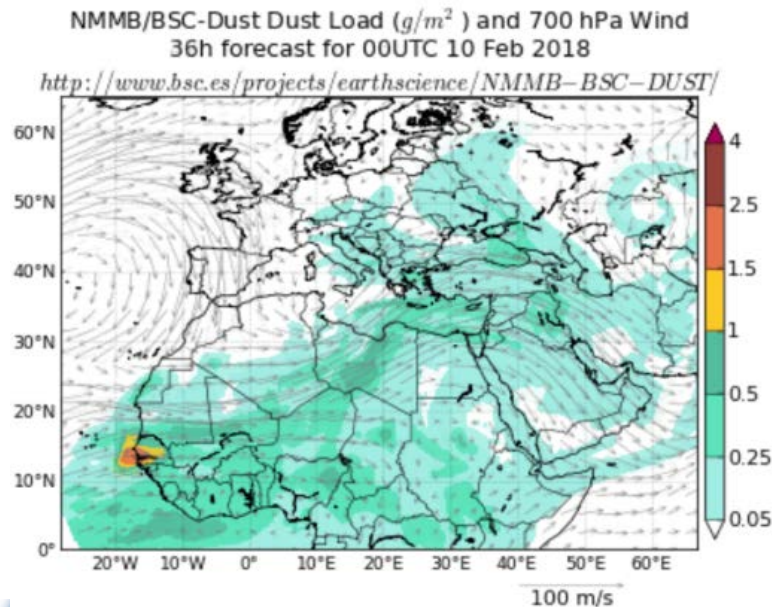 NMMB/BSC-Dust Dust Load (g/m²) and 700 hPa Wind
36h forecast for 00UTC 10 Feb 2018
http://www.bsc.es/projects/earthscience/NMMB−BSC−DUST/
60°N
50°N
40°N
30°N
20°N
10°N
0°
20°W 10°W 0° 10°E 20°E 30°E 40°E 50°E 60°E
4
2.5
1.5
1
0.5
0.25
0.05
100 m/s